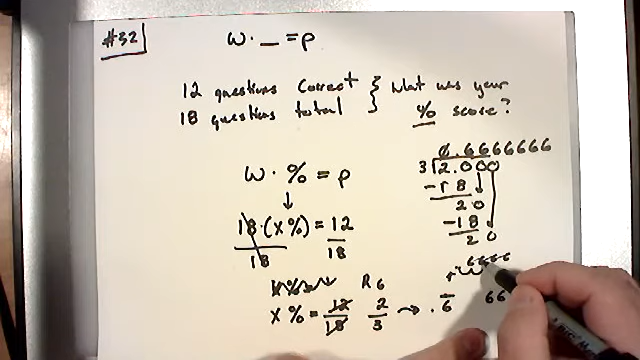 #32
w · _ = p
12 questions correct
18 questions total
What was your
% score?
w · % = p
18 · (x %) = 12
18 18
x % = 12/18 2/3 → . 6
R 6
0.6666666
3 2.000
-18
20
-18
20
6666
66